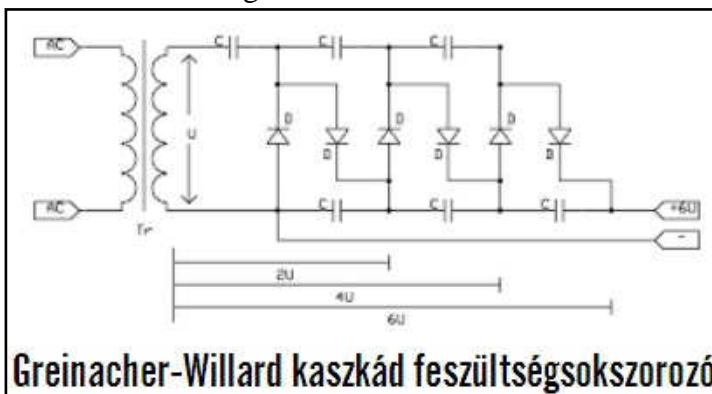 AC
C C C
U
D D D
D D D
AC
C C C
+6U
Tr
-
2U
4U
6U
Greinacher-Willard kaszkád feszültségsokszorozó